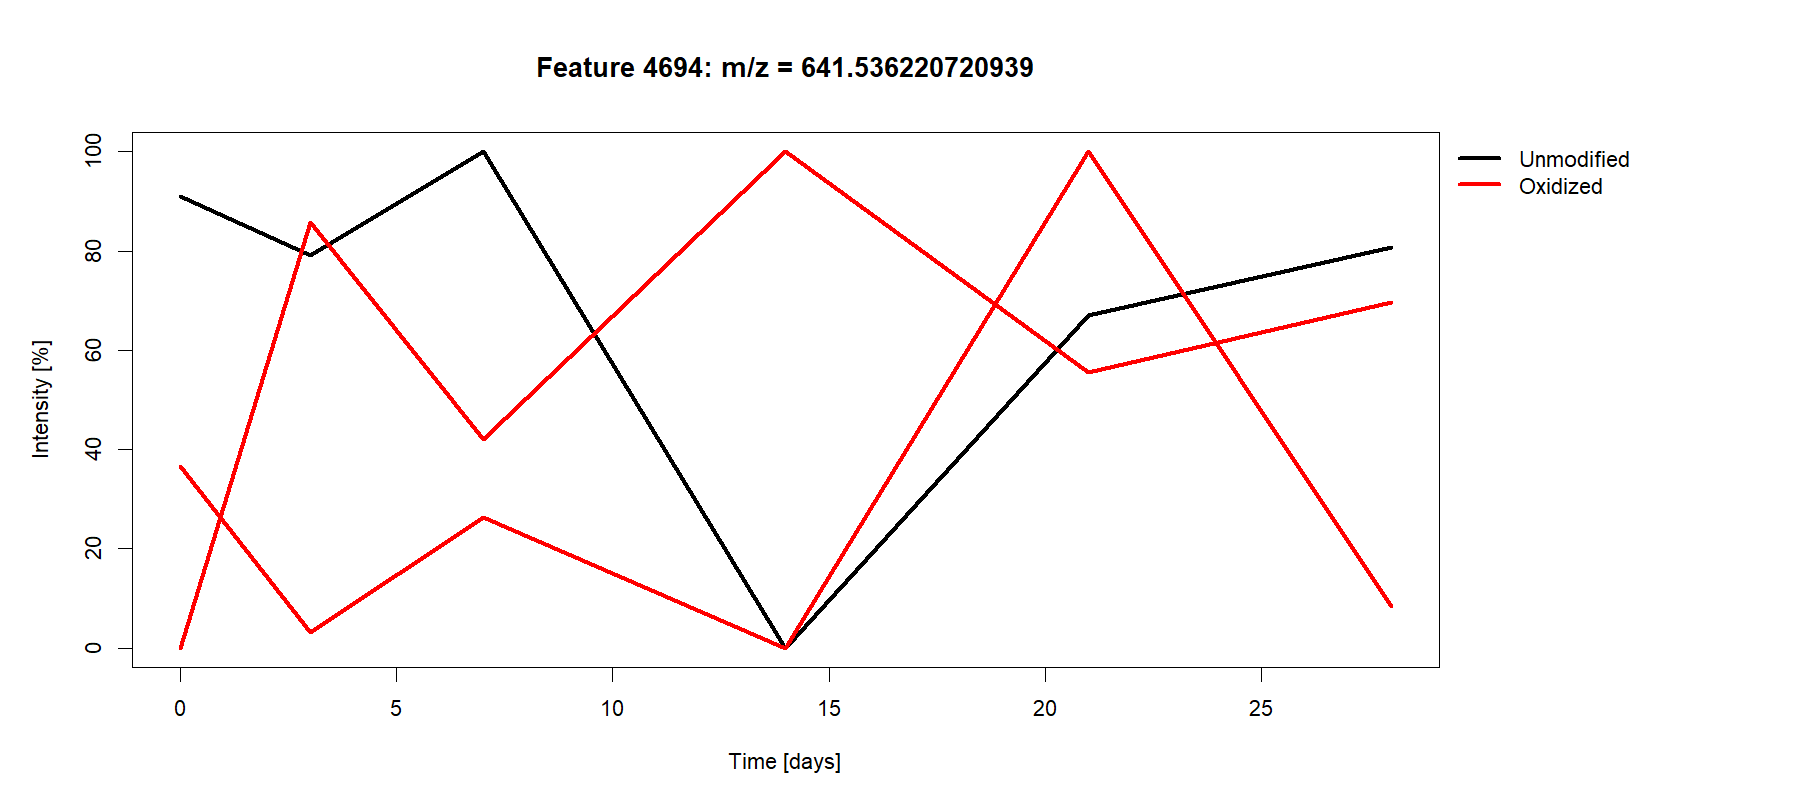 Feature 4694: m/z = 641.536220720939
Unmodified
Oxidized
Intensity [%]
100
80
60
40
20
0
0 5 10 15 20 25
Time [days]